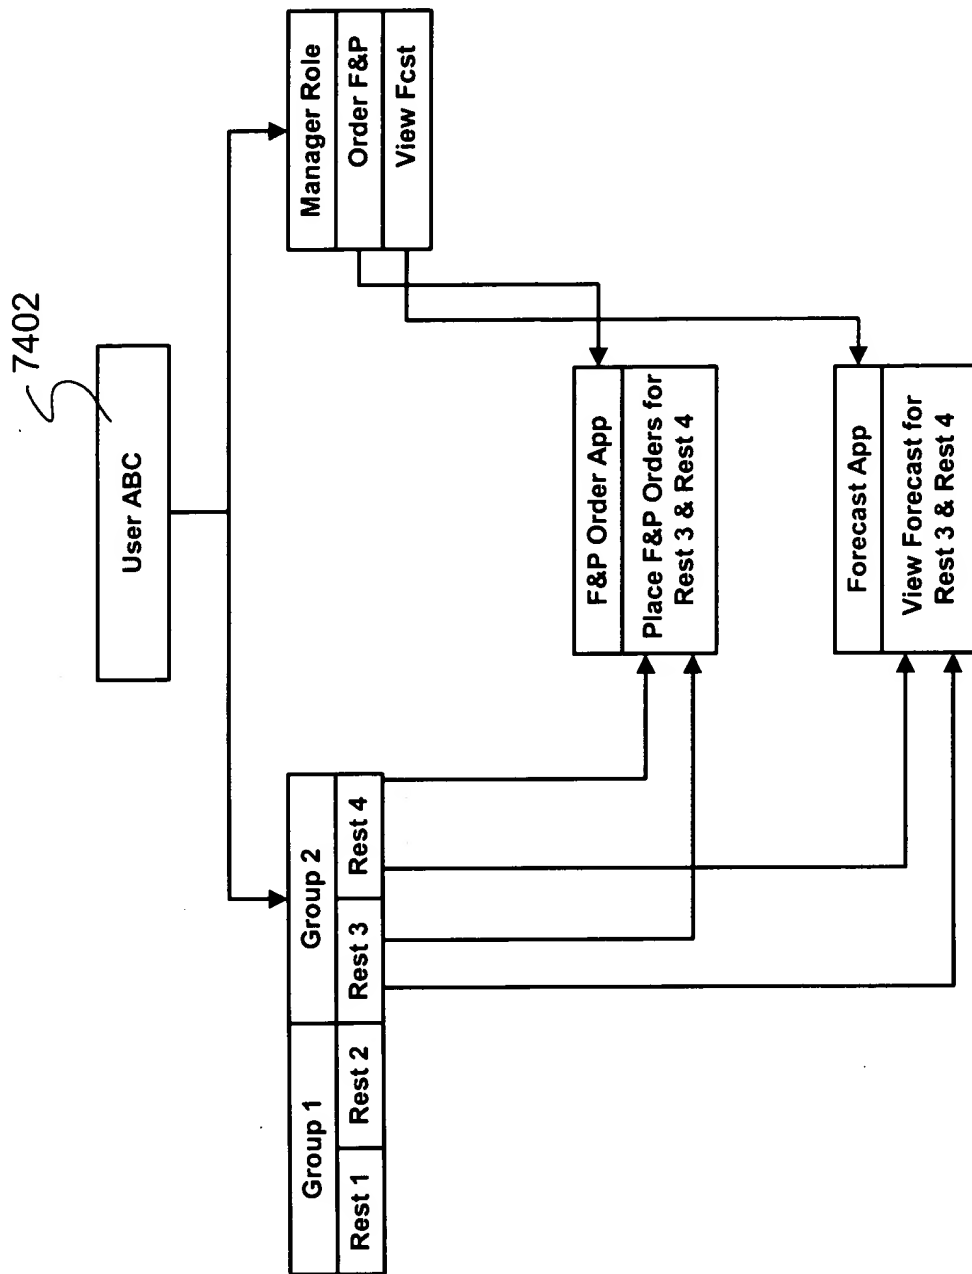 7402
User ABC
Group 1
Group 2
Rest 1
Rest 2
Rest 3
Rest 4
Manager Role
Order F&P
View Fcst
F&P Order App
Place F&P Orders for
Rest 3 & Rest 4
Forecast App
View Forecast for
Rest 3 & Rest 4